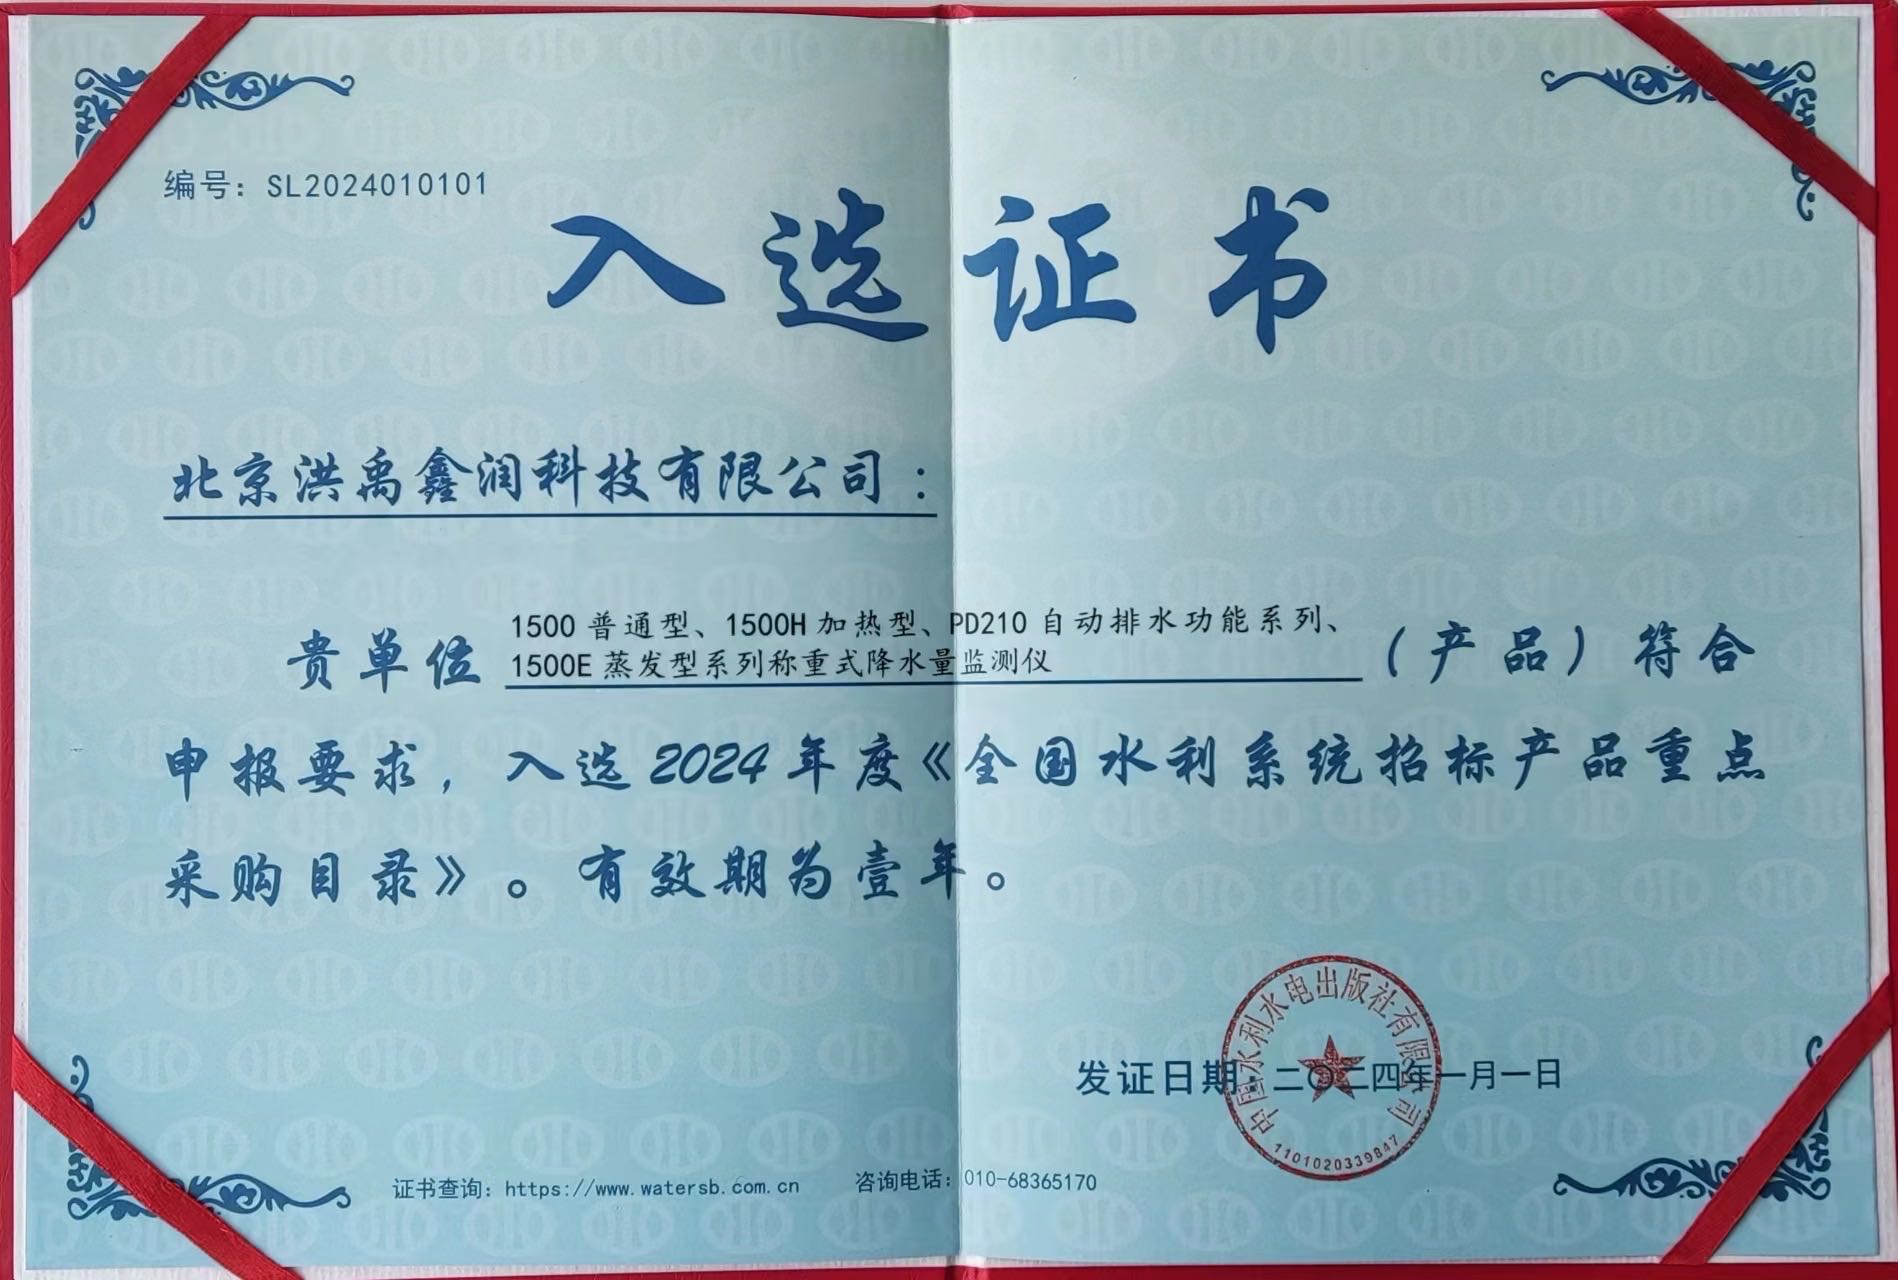 编号：SL2024010101
入选证书
北京洪禹鑫润科技有限公司：
1500 普通型、1500H 加热型、PD210 自动排水功能系列、
贵单位 1500E 蒸发型系列称重式降水量监测仪 （产品）符合
申报要求，入选 2024 年度《全国水利系统招标产品重点
采购目录》。有效期为壹年。
中国水利水电出版社有限公司
发证日期：二〇二四年一月一日
1101020339847
证书查询：https://www.watersb.com.cn 咨询电话：010-68365170